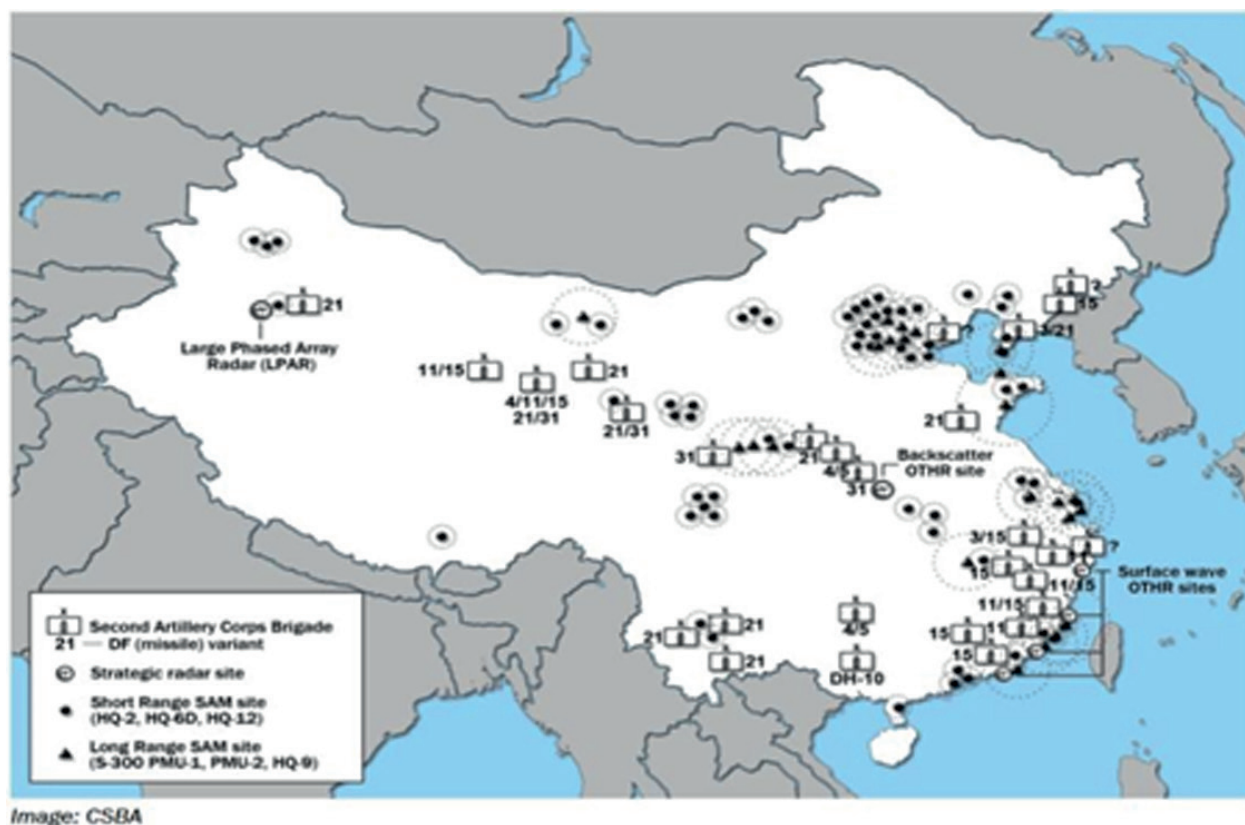 ?
15
21
?
3/21
Large Phased Array
Radar (LPAR)
11/15
21
4/11/15
21/31
21/31
21
Backscatter
OTHR site
31
21
4/5
31
3/15
?
15
11/15
Surface wave
OTHR sites
11/15
21
21
4/5
15
11
15
21
DH-10
Second Artillery Corps Brigade
21 — DF (missile) variant
Strategic radar site
Short Range SAM site
(HQ-2, HQ-6D, HQ-12)
Long Range SAM site
(S-300 PMU-1, PMU-2, HQ-9)
Image: CSBA